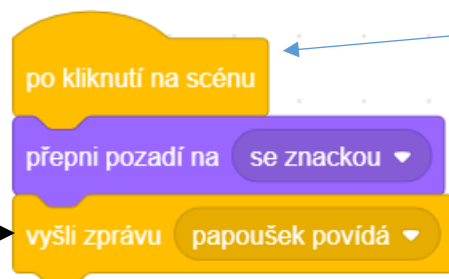 po kliknutí na scénu
přepni pozadí na se znackou
vyšli zprávu papoušek povídá